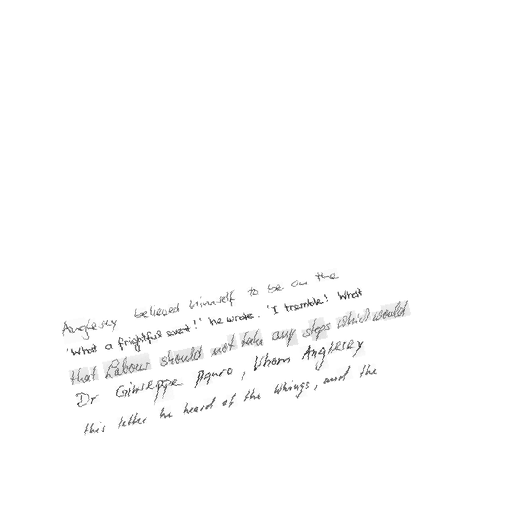 Anglesey believed himself to be on the
'What a frightful event!' he wrote. 'I tremble! What
that Labour should not take any steps which would
Dr Giuseppe Pquro, whom Anglesey
this letter he heard of the Whings, and the